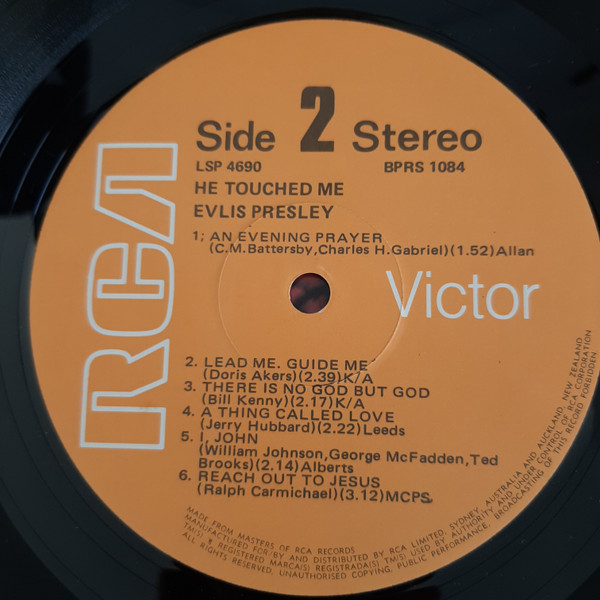 RCA
Side 2 Stereo
LSP 4690 BPRS 1084
HE TOUCHED ME
EVLIS PRESLEY
1; AN EVENING PRAYER
(C.M.Battersby,Charles H.Gabriel)(1.52)Allan
Victor
2. LEAD ME. GUIDE ME
(Doris Akers)(2.39)K/A
3. THERE IS NO GOD BUT GOD
(Bill Kenny)(2.17)K/A
4. A THING CALLED LOVE
(Jerry Hubbard)(2.22)Leeds
5. I, JOHN
(William Johnson,George McFadden,Ted
Brooks)(2.14)Alberts
6. REACH OUT TO JESUS
(Ralph Carmichael)(3.12)MCPS
MADE FROM MASTERS OF RCA RECORDS
MANUFACTURED FOR/BY AND DISTRIBUTED BY RCA LIMITED, SYDNEY, AUSTRALIA AND AUCKLAND, NEW ZEALAND
TM(S) ® REGISTERED MARCA(S) REGISTRADA(S) TM(S) USED BY AUTHORITY AND UNDER CONTROL OF RCA CORPORATION
ALL RIGHTS RESERVED, UNAUTHORISED COPYING, PUBLIC PERFORMANCE, BROADCASTING OF THIS RECORD FORBIDDEN